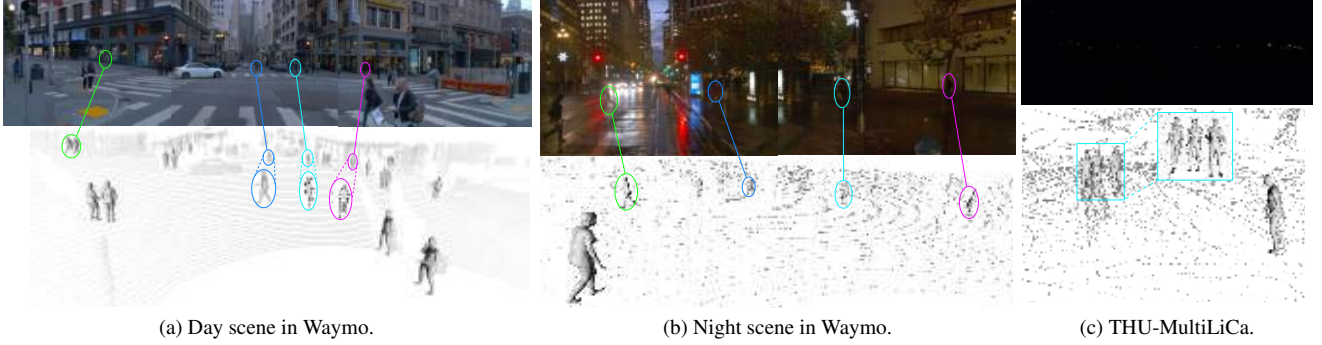 (a) Day scene in Waymo.
(b) Night scene in Waymo.
(c) THU-MultiLiCa.